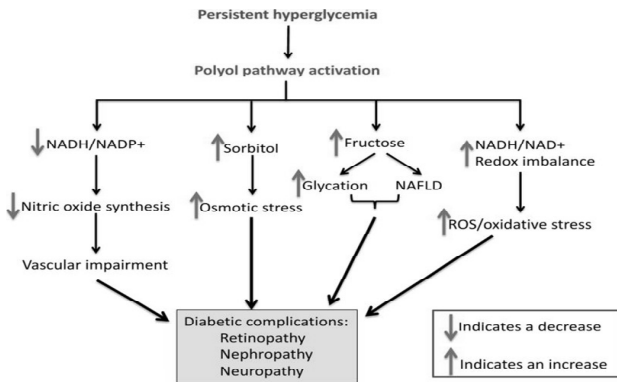 Persistent hyperglycemia
Polyol pathway activation
NADH/NADP+
Sorbitol
Fructose
NADH/NAD+
Redox imbalance
Glycation
NAFLD
Nitric oxide synthesis
Osmotic stress
ROS/oxidative stress
Vascular impairment
Diabetic complications:
Retinopathy
Nephropathy
Neuropathy
Indicates a decrease
Indicates an increase